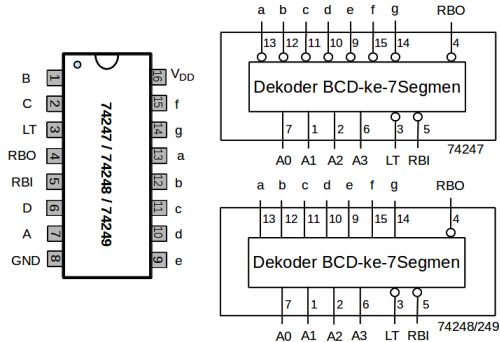 B 1 16 VDD
C 2 15 f
LT 3 14 g
RBO 4 13 a
RBI 5 12 b
D 6 11 c
A 7 10 d
GND 8 9 e
74247 / 74248 / 74249
a b c d e f g RBO
13 12 11 10 9 15 14 4
Dekoder BCD-ke-7Segmen
7 1 2 6 3 5
74247
A0 A1 A2 A3 LT RBI
a b c d e f g RBO
13 12 11 10 9 15 14 4
Dekoder BCD-ke-7Segmen
7 1 2 6 3 5
74248/249
A0 A1 A2 A3 LT RBI